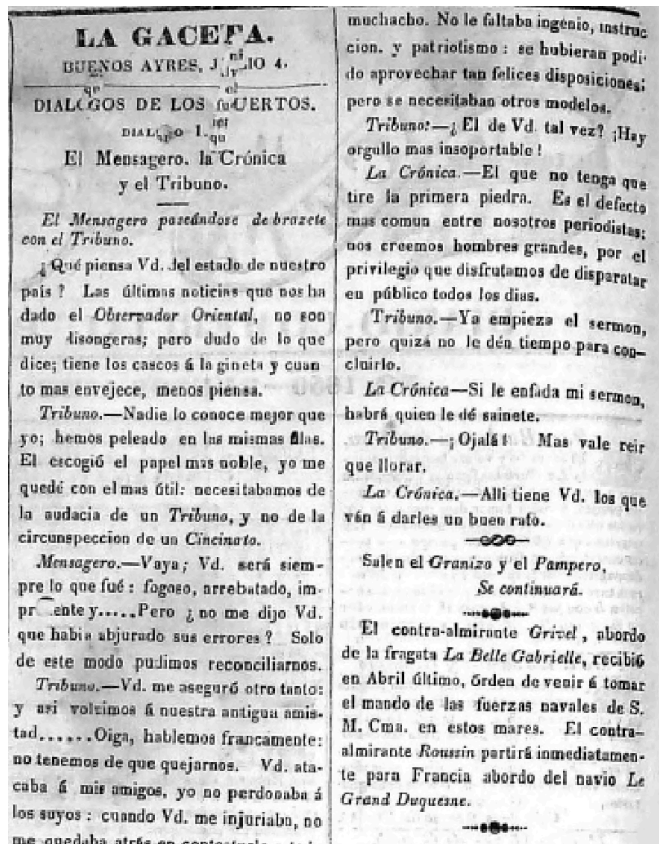 LA GACETA.
BUENOS AYRES, J LIO 4.
DIALOGOS DE LOS MUERTOS.
DIALOGO I.
El Mensagero. la Crónica
y el Tribuno.
El Mensagero paseándose de brazete
con el Tribuno.
¿Qué piensa Vd. del estado de nuestro
pais? Las últimas noticias que nos ha
dado el Observador Oriental, no son
muy lisongeras; pero dudo de lo que
dice; tiene los cascos á la gineta y cuan
to mas envejece, menos piensa.
Tribuno.—Nadie lo conoce mejor que
yo; hemos peleado en las mismas filas.
El escogió el papel mas noble, yo me
quedé con el mas útil: necesitabamos de
la audacia de un Tribuno, y no de la
circunspeccion de un Cincinato.
Mensagero.—Vaya; Vd. será siem-
pre lo que fué: fogoso, arrebatado, im-
pr ente y.....Pero ¿no me dijo Vd.
que habia abjurado sus errores? Solo
de este modo pudimos reconciliarnos.
Tribuno.—Vd. me aseguró otro tanto:
y asi volvimos á nuestra antigua amis-
tad......Oiga, hablemos francamente:
no tenemos de que quejarnos. Vd. ata-
caba á mis amigos, yo no perdonaba á
los suyos: cuando Vd. me injuriaba, no
me quedaba atrás en
muchacho. No le faltaba ingenio, instruc
cion. y patriotismo: se hubieran podi-
do aprovechar tan felices disposiciones;
pero se necesitaban otros modelos.
Tribuno:—¿El de Vd. tal vez? ¡Hay
orgullo mas insoportable!
La Crónica.—El que no tenga que
tire la primera piedra. Es el defecto
mas comun entre nosotros periodistas;
nos creemos hombres grandes, por el
privilegio que disfrutamos de disparatar
en público todos los dias.
Tribuno.—Ya empieza el sermon,
pero quizá no le dén tiempo para con-
cluirlo.
La Crónica—Si le enfada mi sermon,
habrá quien le dé sainete.
Tribuno.—¡Ojalá! Mas vale reir
que llorar.
La Crónica.—Alli tiene Vd. los que
ván á darles un buen rato.
Salen el Granizo y el Pampero,
Se continuará.
El contra-almirante Grivel, abordo
de la fragata La Belle Gabrielle, recibió
en Abril último, órden de venir á tomar
el mando de las fuerzas navales de S.
M. Cma. en estos mares. El contra-
almirante Roussin partirá inmediatamen-
te para Francia abordo del navio Le
Grand Duquesne.